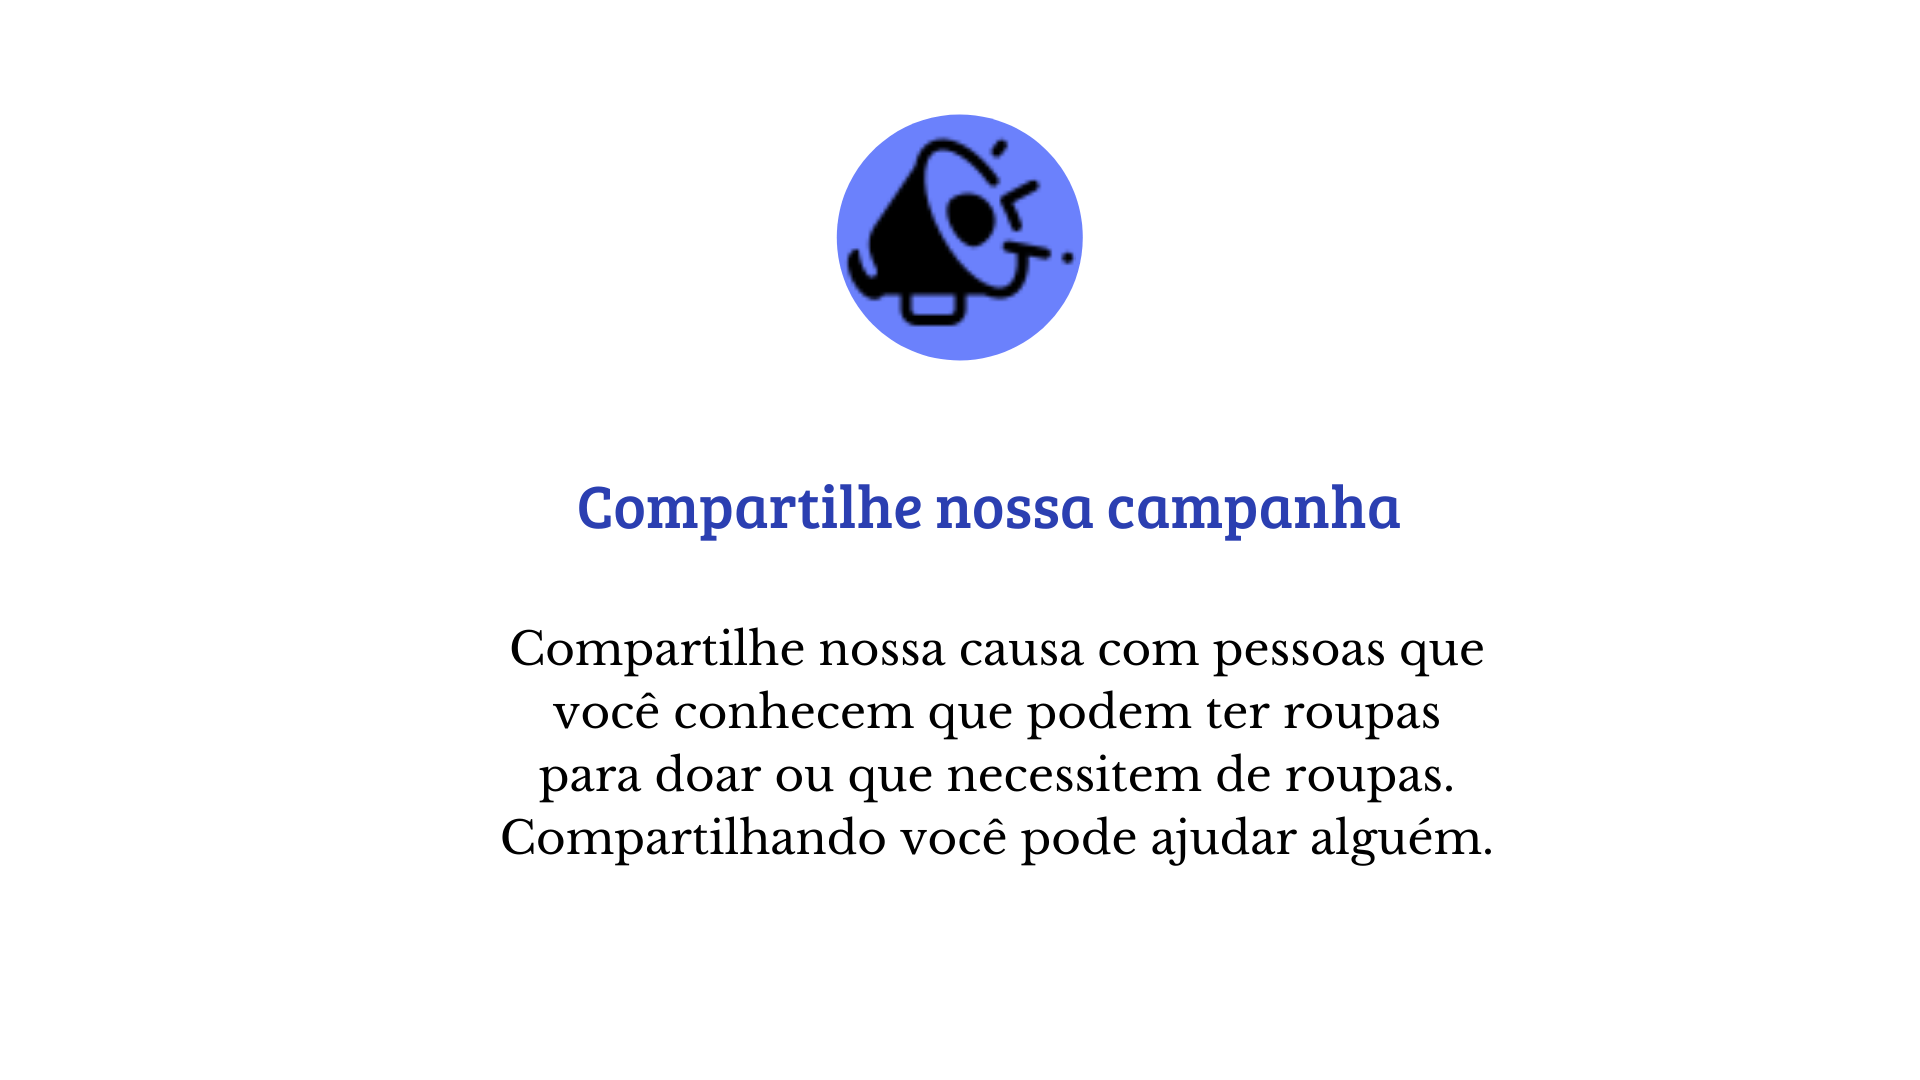 Compartilhe nossa campanha
Compartilhe nossa causa com pessoas que
você conhecem que podem ter roupas
para doar ou que necessitem de roupas.
Compartilhando você pode ajudar alguém.